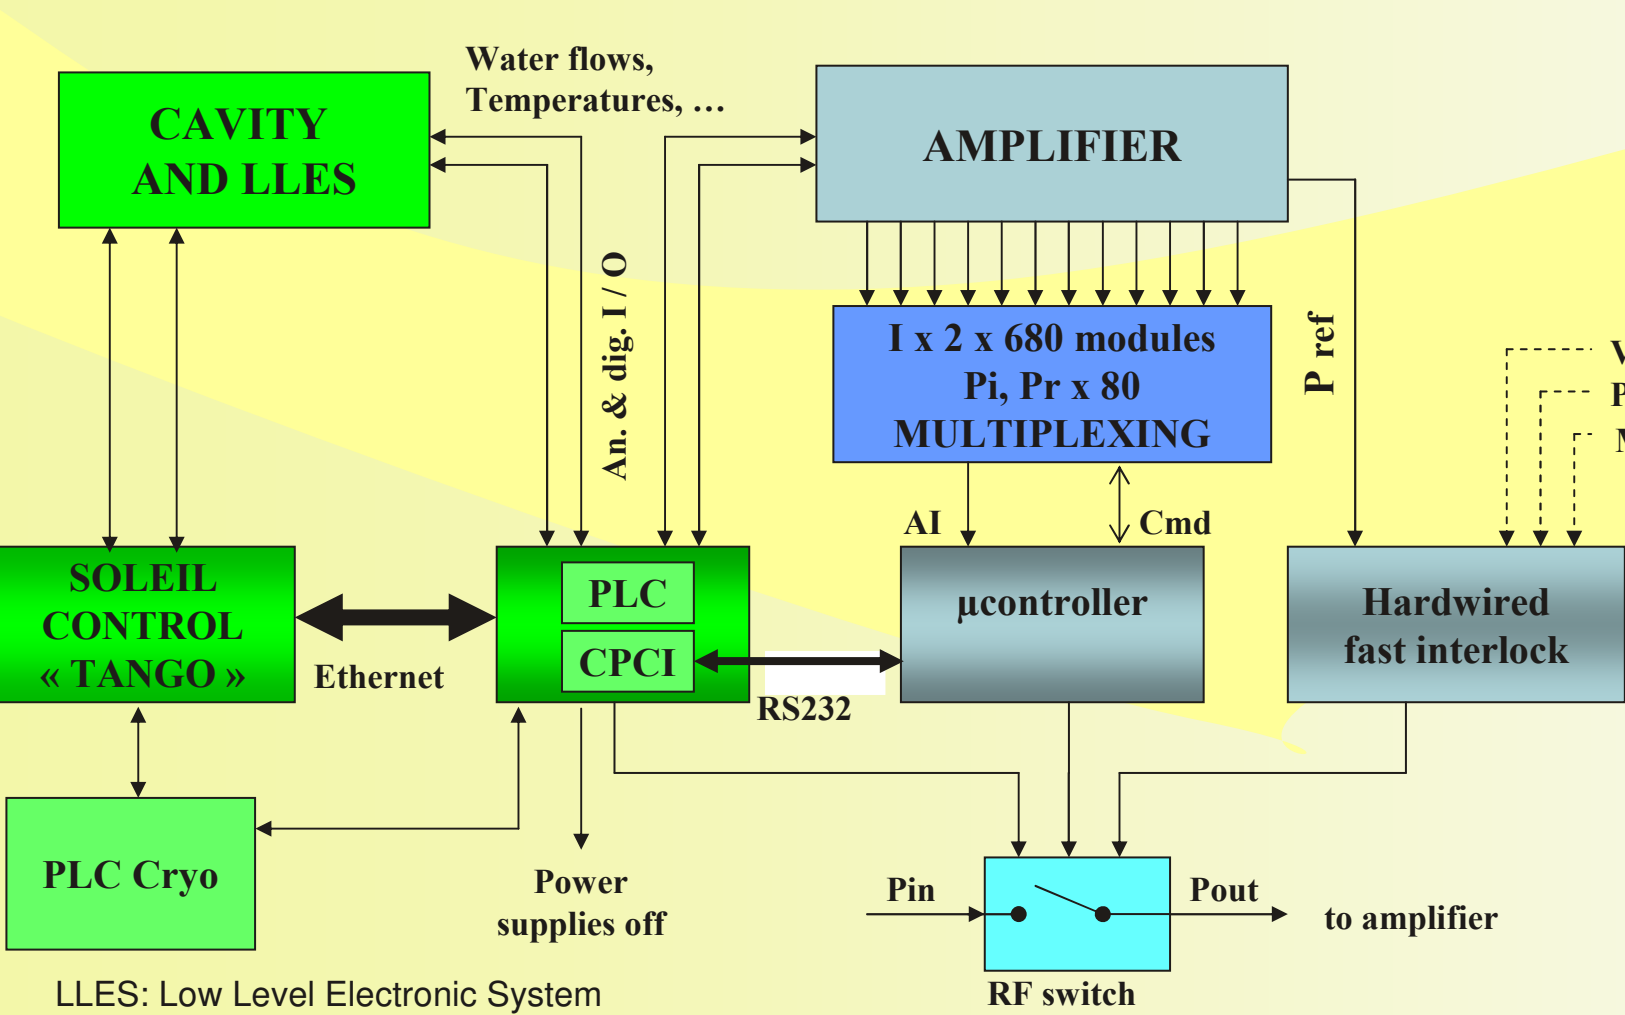 Water flows,
Temperatures, …
CAVITY
AND LLES
AMPLIFIER
An. & dig. I / O
I x 2 x 680 modules
Pi, Pr x 80
MULTIPLEXING
P ref
V
P
M
AI
Cmd
SOLEIL
CONTROL
« TANGO »
Ethernet
PLC
CPCI
RS232
µcontroller
Hardwired
fast interlock
PLC Cryo
Power
supplies off
Pin
Pout
to amplifier
RF switch
LLES: Low Level Electronic System